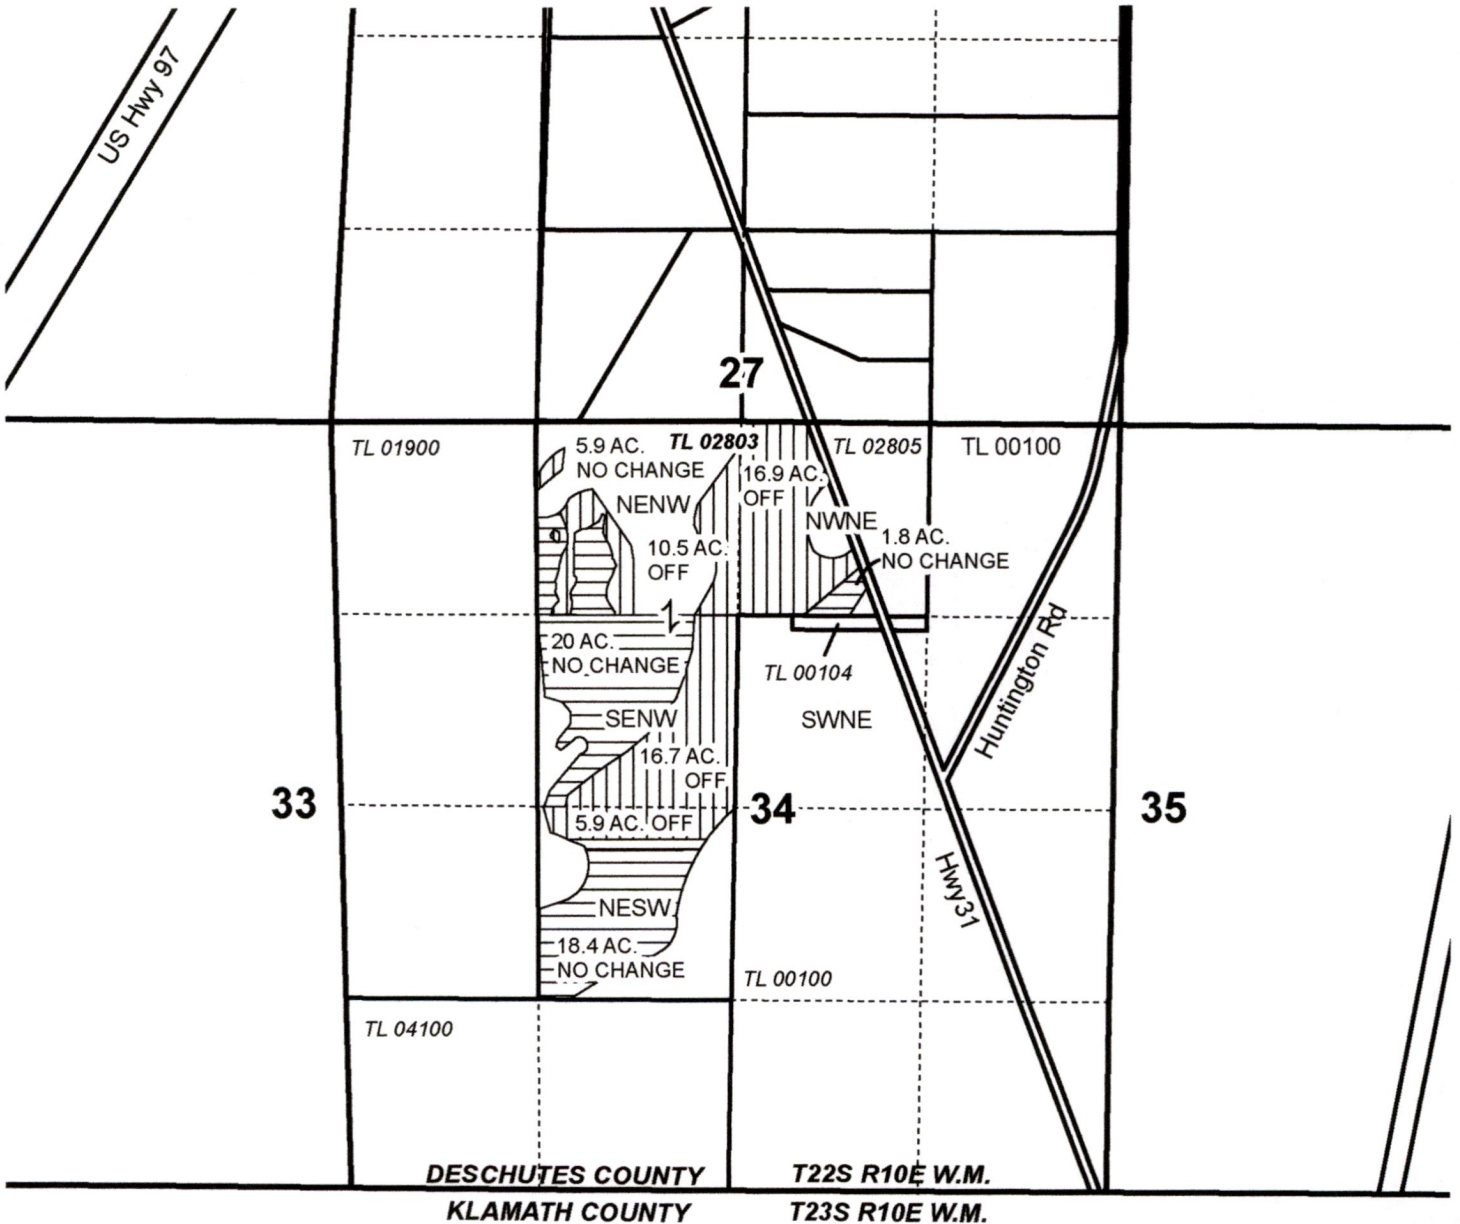 US Hwy 97
27
TL 01900
5.9 AC.
NO CHANGE
TL 02803
TL 02805
TL 00100
16.9 AC.
OFF
NENW
NWNE
10.5 AC.
OFF
1.8 AC.
NO CHANGE
20 AC.
NO CHANGE
TL 00104
SENW
SWNE
Huntington Rd
16.7 AC.
OFF
33
34
35
5.9 AC. OFF
Hwy31
NESW
18.4 AC.
NO CHANGE
TL 00100
TL 04100
DESCHUTES COUNTY
T22S R10E W.M.
KLAMATH COUNTY
T23S R10E W.M.